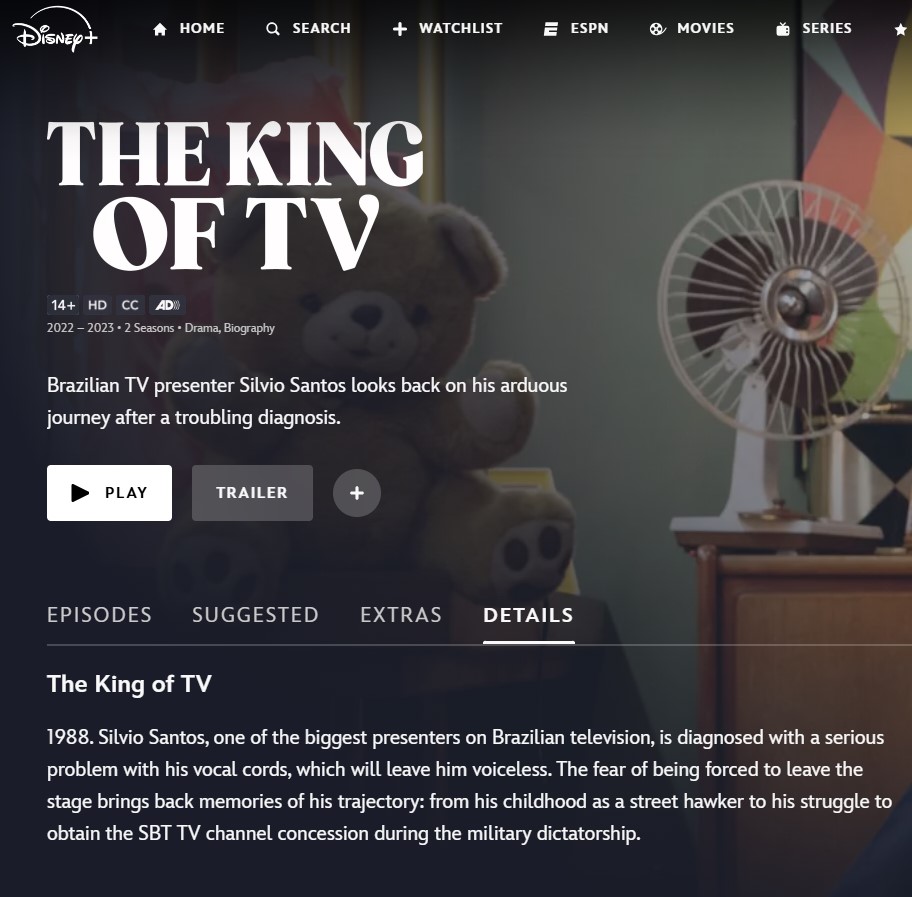 Disney+
HOME
SEARCH
WATCHLIST
ESPN
MOVIES
SERIES
THE KING
OF TV
14+ HD CC AD
2022 – 2023 • 2 Seasons • Drama, Biography
Brazilian TV presenter Silvio Santos looks back on his arduous
journey after a troubling diagnosis.
PLAY
TRAILER
EPISODES
SUGGESTED
EXTRAS
DETAILS
The King of TV
1988. Silvio Santos, one of the biggest presenters on Brazilian television, is diagnosed with a serious
problem with his vocal cords, which will leave him voiceless. The fear of being forced to leave the
stage brings back memories of his trajectory: from his childhood as a street hawker to his struggle to
obtain the SBT TV channel concession during the military dictatorship.